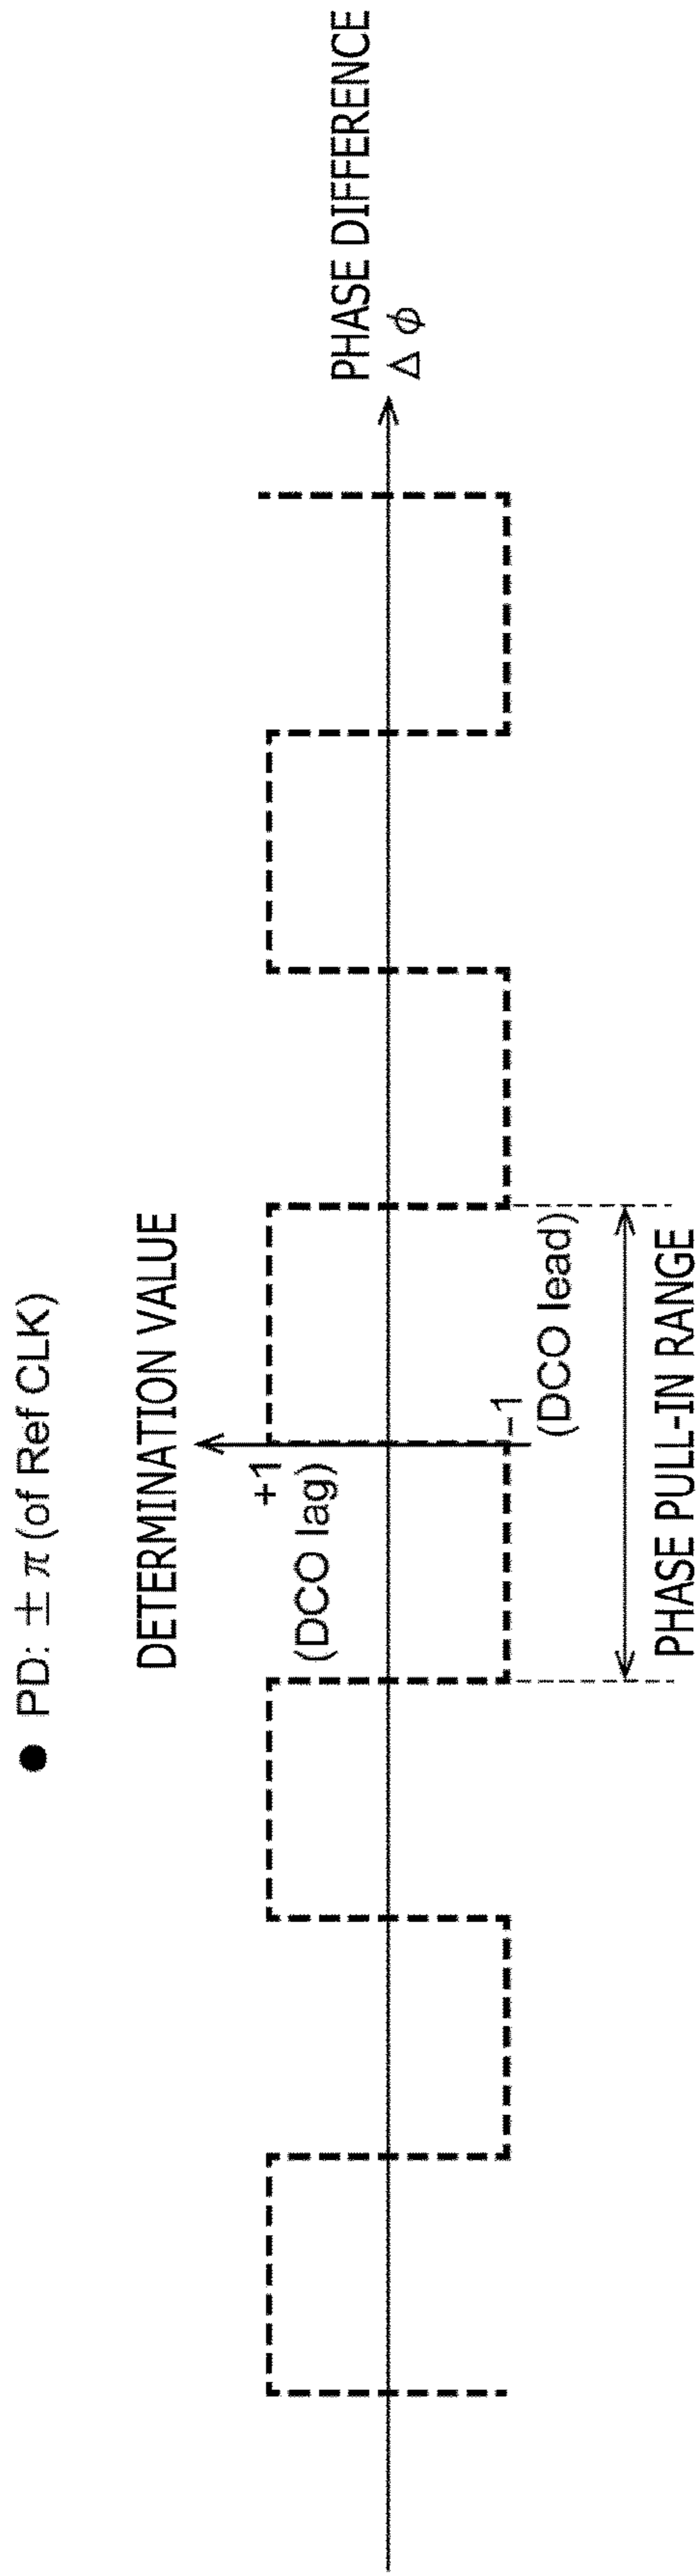 ● PD: ±π (of Ref CLK)
DETERMINATION VALUE
+1
(DCO lag)
PHASE DIFFERENCE
Δϕ
−1
(DCO lead)
PHASE PULL-IN RANGE